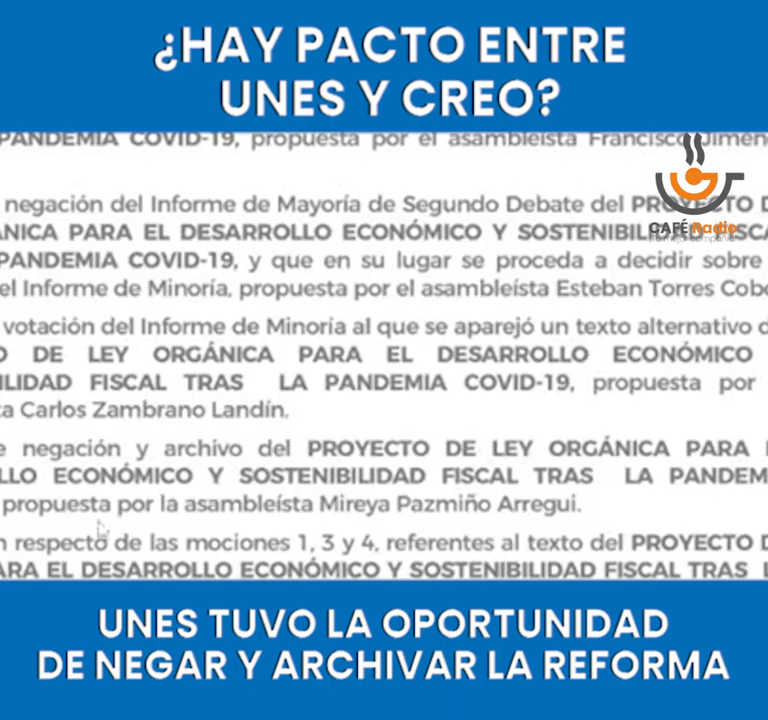 ¿HAY PACTO ENTRE
UNES Y CREO?
PANDEMIA COVID-19, propuesta por el asambleísta Francisco
negación del Informe de Mayoría de Segundo Debate del PROYECTO
PARA EL DESARROLLO ECONÓMICO Y
PANDEMIA COVID-19, y que en su lugar se proceda a decidir sobre
el Informe de Minoría, propuesta por el asambleísta Esteban Torres
CAFÉ Radio
votación del Informe de Minoría al que se aparejó un texto alternativo
DE LEY ORGÁNICA PARA EL DESARROLLO ECONÓMICO
FISCAL TRAS LA PANDEMIA COVID-19, propuesta por
Carlos Zambrano Landín.
negación y archivo del PROYECTO DE LEY ORGÁNICA PARA
ECONÓMICO Y SOSTENIBILIDAD FISCAL TRAS LA
propuesta por la asambleísta Mireya Pazmiño Arregui.
respecto de las mociones 1, 3 y 4, referentes al texto del PROYECTO
EL DESARROLLO ECONÓMICO Y SOSTENIBILIDAD FISCAL TRAS
UNES TUVO LA OPORTUNIDAD
DE NEGAR Y ARCHIVAR LA REFORMA